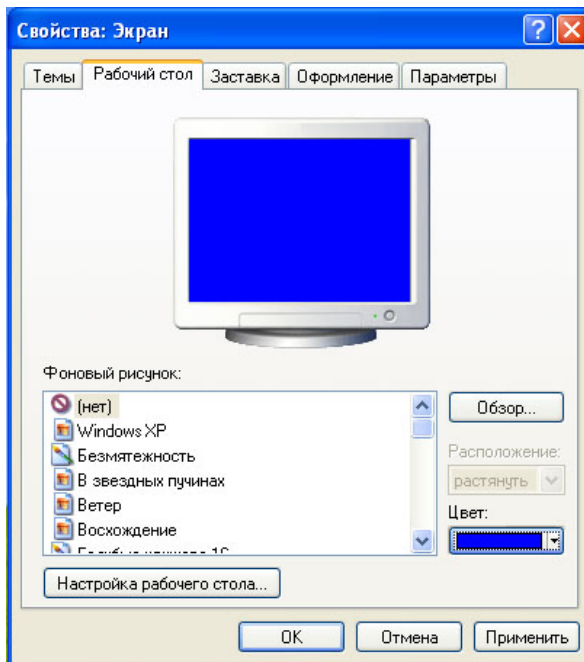 Свойства: Экран
Темы Рабочий стол Заставка Оформление Параметры
Фоновый рисунок:
(нет)
Windows XP
Безмятежность
В звездных пучинах
Ветер
Восхождение
Обзор...
Расположение:
растянуть
Цвет:
Настройка рабочего стола...
OK Отмена Применить